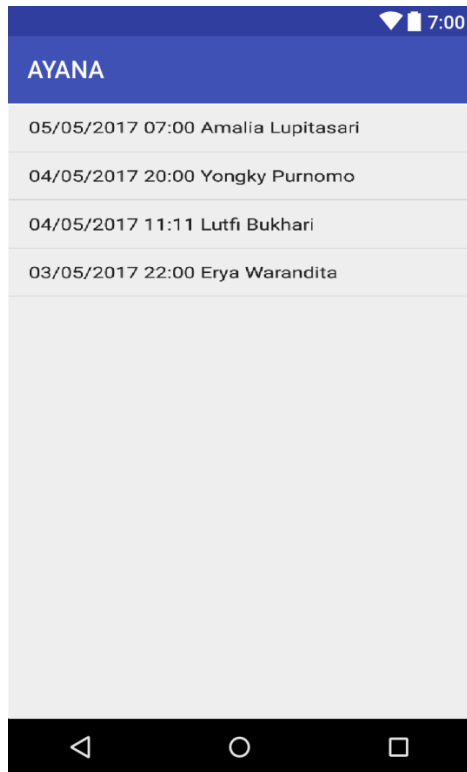 7:00
AYANA
05/05/2017 07:00 Amalia Lupitasari
04/05/2017 20:00 Yongky Purnomo
04/05/2017 11:11 Lutfi Bukhari
03/05/2017 22:00 Erya Warandita